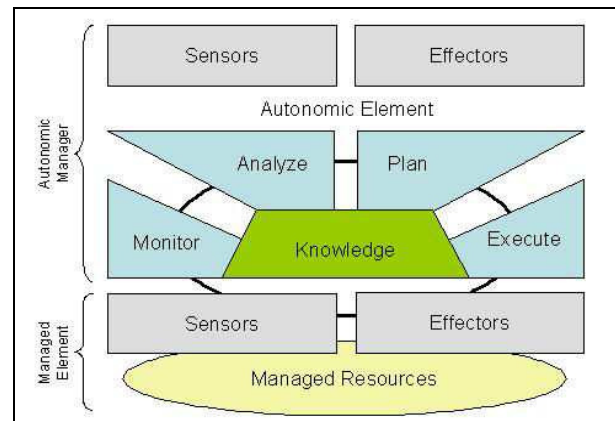 Sensors
Effectors
Autonomic Element
Autonomic
Manager
Analyze
Plan
Monitor
Knowledge
Execute
Managed
Element
Sensors
Effectors
Managed Resources